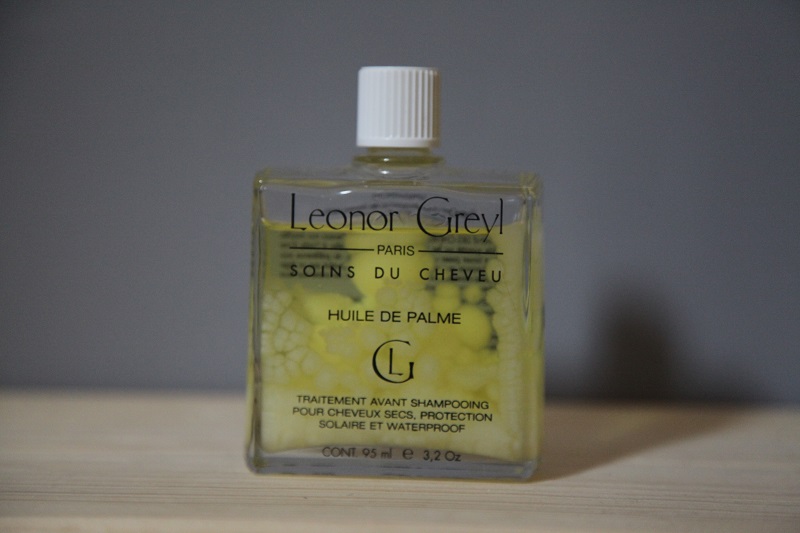 Leonor Greyl
PARIS
SOINS DU CHEVEU
HUILE DE PALME
LG
TRAITEMENT AVANT SHAMPOOING
POUR CHEVEUX SECS, PROTECTION
SOLAIRE ET WATERPROOF
CONT. 95 ml e 3,2 Oz